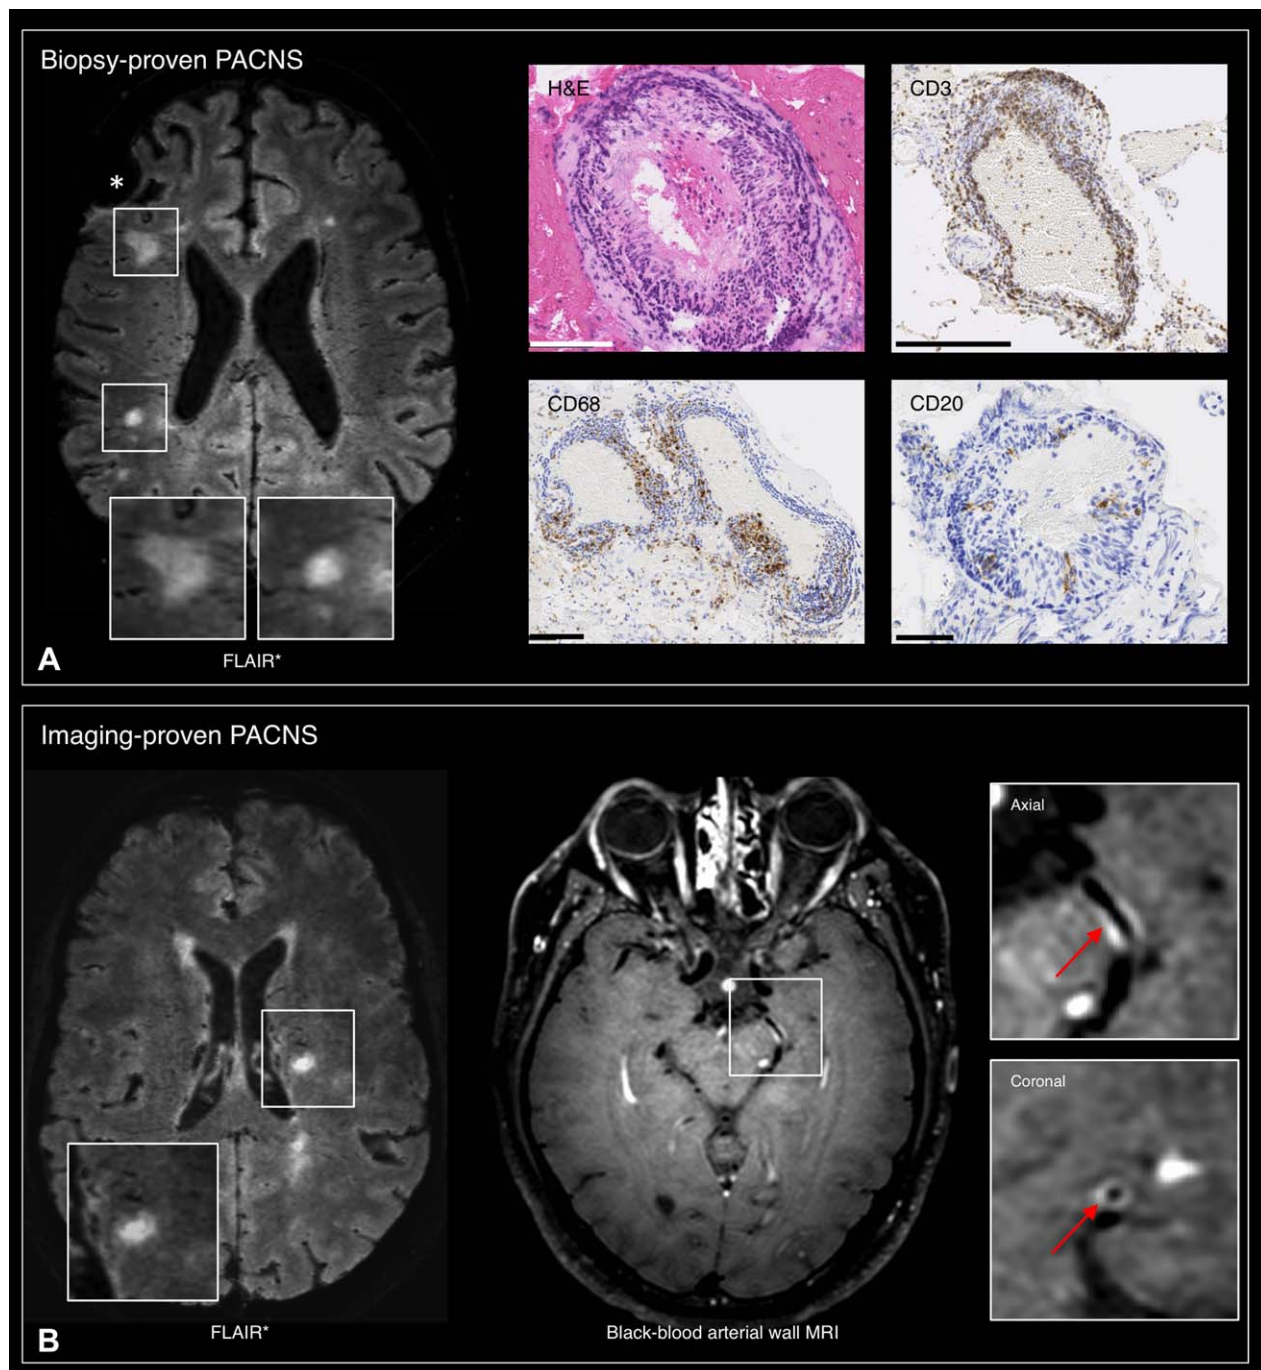 Biopsy-proven PACNS
*
H&E
CD3
CD68
CD20
FLAIR*
A
Imaging-proven PACNS
Axial
Coronal
FLAIR*
Black-blood arterial wall MRI
B